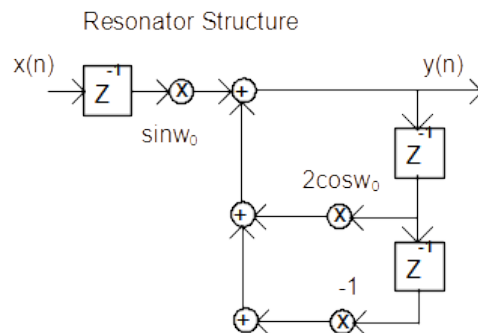 Resonator Structure
x(n)
y(n)
Z⁻¹
X
+
sinw₀
Z⁻¹
2cosw₀
+
X
Z⁻¹
-1
+
X